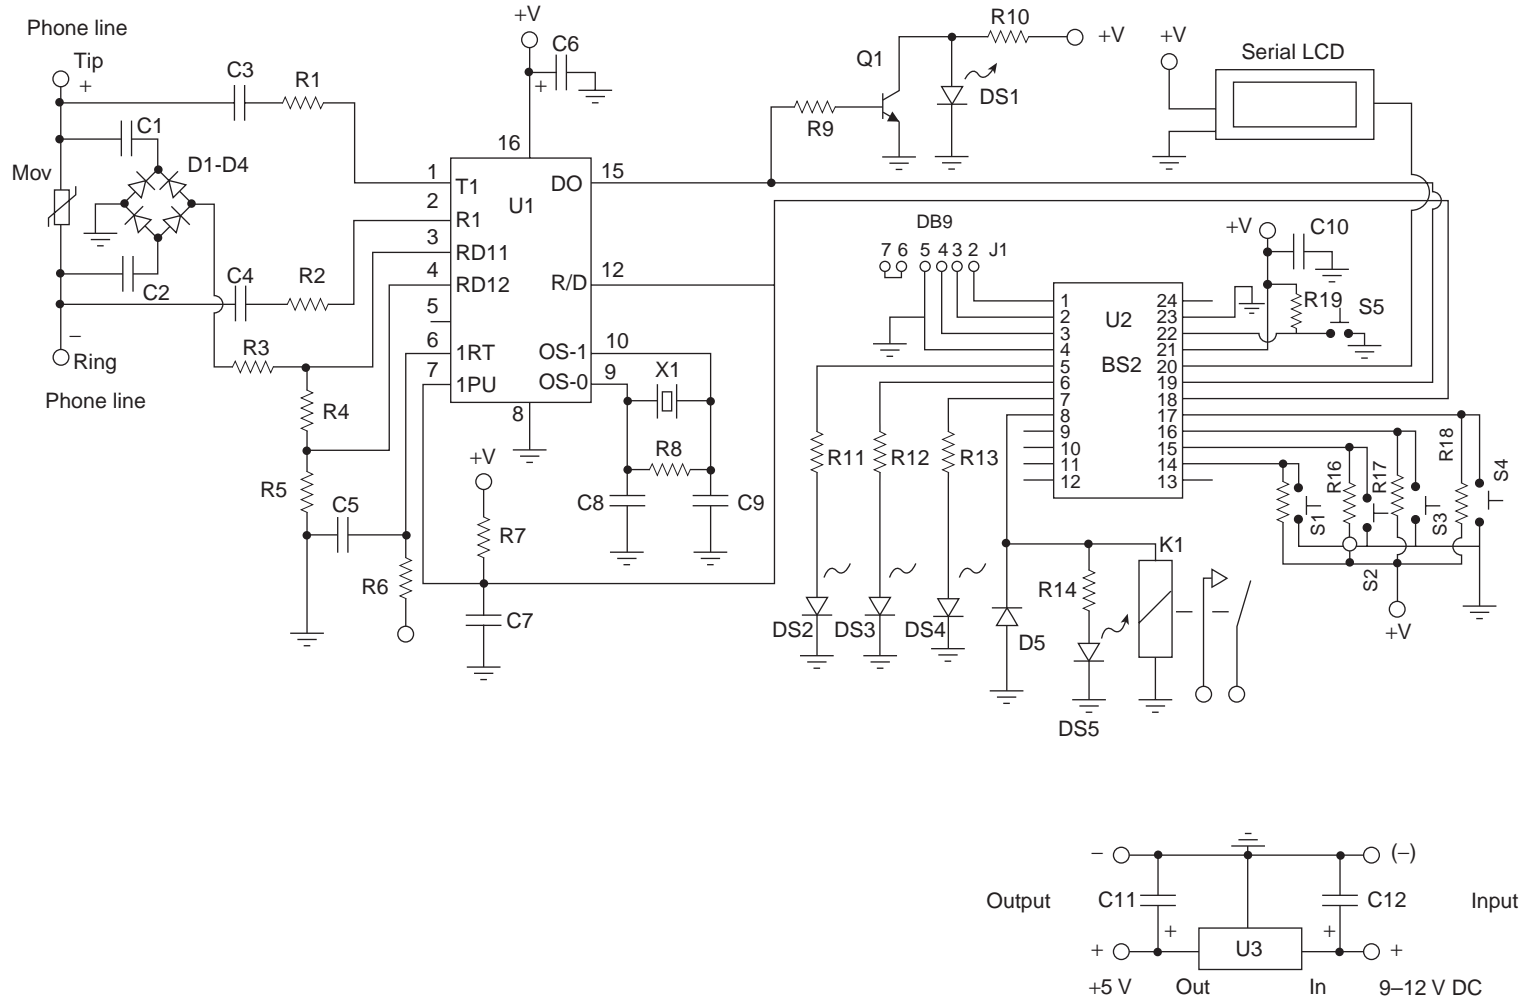 Phone line
Tip
+
C3
R1
C1
Mov
D1-D4
C2
C4
R2
−
Ring
Phone line
R3
R4
R5
C5
R6
+V
C6
+
16
1
T1
2
R1
3
RD11
4
RD12
5
6
1RT
7
1PU
U1
DO
15
R/D
12
OS-1
10
OS-0
9
8
X1
R8
C8
C9
+V
R7
C7
Q1
R9
R10
+V
DS1
+V
Serial LCD
DB9
7 6 5 4 3 2 J1
+V
C10
R19
S5
U2
BS2
1
2
3
4
5
6
7
8
9
10
11
12
24
23
22
21
20
19
18
17
16
15
14
13
R11
R12
R13
DS2
DS3
DS4
D5
R14
DS5
K1
S1
R16
S2
R17
S3
R18
S4
+V
−
(−)
Output
C11
C12
Input
+
+
+
U3
+
+5 V
Out
In
9–12 V DC